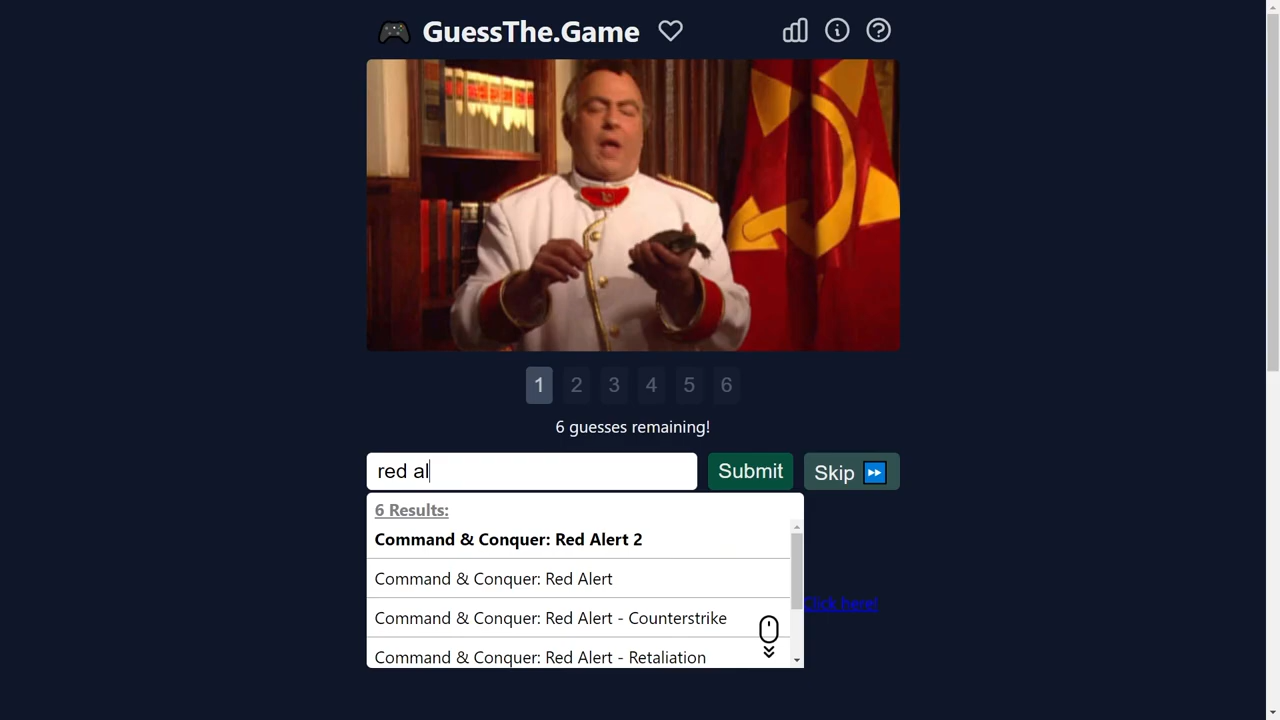 GuessThe.Game
1 2 3 4 5 6
6 guesses remaining!
red al
Submit
Skip
6 Results:
Command & Conquer: Red Alert 2
Command & Conquer: Red Alert
Command & Conquer: Red Alert - Counterstrike
Click here!
Command & Conquer: Red Alert - Retaliation